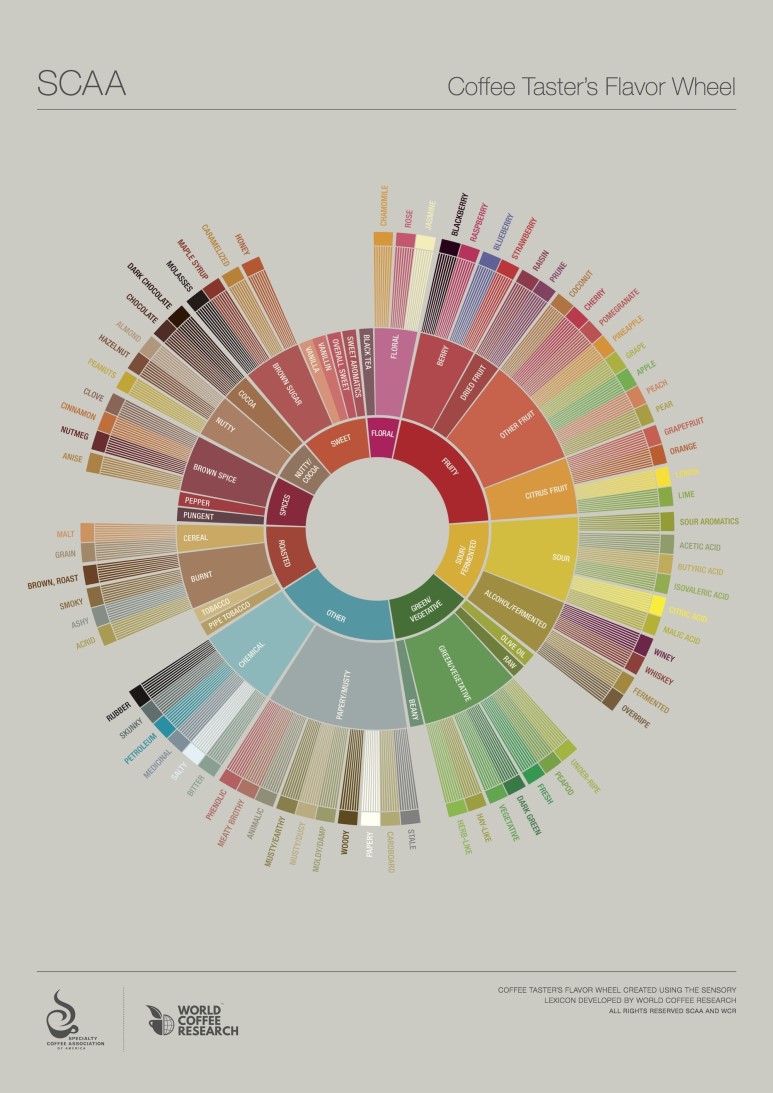 SCAA
Coffee Taster's Flavor Wheel
FLORAL
BLACK TEA
FLORAL
CHAMOMILE
ROSE
JASMINE
FRUITY
BERRY
BLACKBERRY
RASPBERRY
BLUEBERRY
STRAWBERRY
DRIED FRUIT
RAISIN
PRUNE
OTHER FRUIT
COCONUT
CHERRY
POMEGRANATE
PINEAPPLE
GRAPE
APPLE
PEACH
PEAR
CITRUS FRUIT
GRAPEFRUIT
ORANGE
LEMON
LIME
SOUR/
FERMENTED
SOUR
SOUR AROMATICS
ACETIC ACID
BUTYRIC ACID
ISOVALERIC ACID
CITRIC ACID
MALIC ACID
ALCOHOL/FERMENTED
WINEY
WHISKEY
FERMENTED
OVERRIPE
GREEN/
VEGETATIVE
OLIVE OIL
RAW
GREEN/VEGETATIVE
UNDER-RIPE
PEAPOD
FRESH
DARK GREEN
VEGETATIVE
HAY-LIKE
HERB-LIKE
BEANY
OTHER
PAPERY/MUSTY
STALE
CARDBOARD
PAPERY
WOODY
MOLDY/DAMP
MUSTY/DUSTY
MUSTY/EARTHY
ANIMALIC
MEATY BROTHY
PHENOLIC
CHEMICAL
BITTER
SALTY
MEDICINAL
PETROLEUM
SKUNKY
RUBBER
ROASTED
PIPE TOBACCO
TOBACCO
BURNT
ACRID
ASHY
SMOKY
BROWN, ROAST
CEREAL
GRAIN
MALT
SPICES
PUNGENT
PEPPER
BROWN SPICE
ANISE
NUTMEG
CINNAMON
CLOVE
NUTTY/
COCOA
NUTTY
PEANUTS
HAZELNUT
ALMOND
COCOA
CHOCOLATE
DARK CHOCOLATE
SWEET
BROWN SUGAR
MOLASSES
MAPLE SYRUP
CARAMELIZED
HONEY
VANILLA
VANILLIN
OVERALL SWEET
SWEET AROMATICS
SPECIALTY
COFFEE ASSOCIATION
OF AMERICA
WORLD
COFFEE
RESEARCH
COFFEE TASTER'S FLAVOR WHEEL CREATED USING THE SENSORY
LEXICON DEVELOPED BY WORLD COFFEE RESEARCH
ALL RIGHTS RESERVED SCAA AND WCR